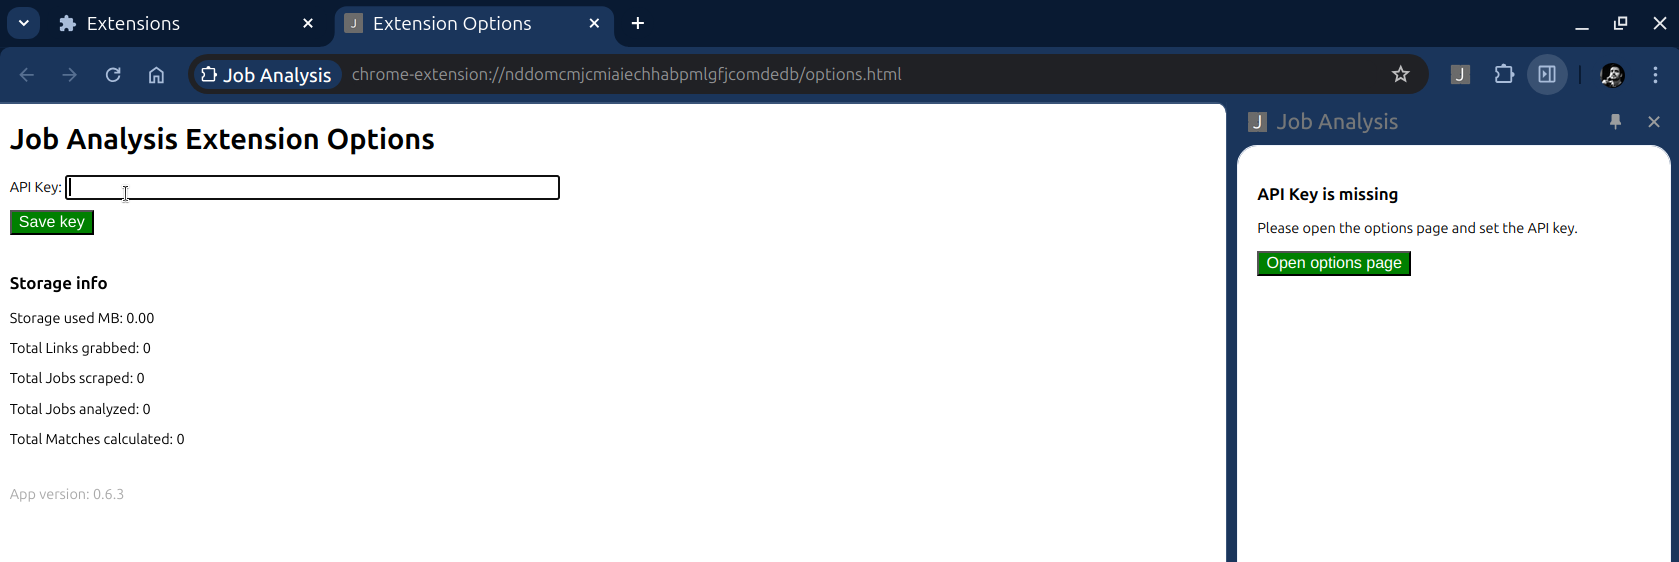 Extensions
J Extension Options
Job Analysis chrome-extension://nddomcmjcmiaiechhabpmlgfjcomdedb/options.html J
Job Analysis Extension Options
API Key:
Save key
Storage info
Storage used MB: 0.00
Total Links grabbed: 0
Total Jobs scraped: 0
Total Jobs analyzed: 0
Total Matches calculated: 0
App version: 0.6.3
J Job Analysis
API Key is missing
Please open the options page and set the API key.
Open options page